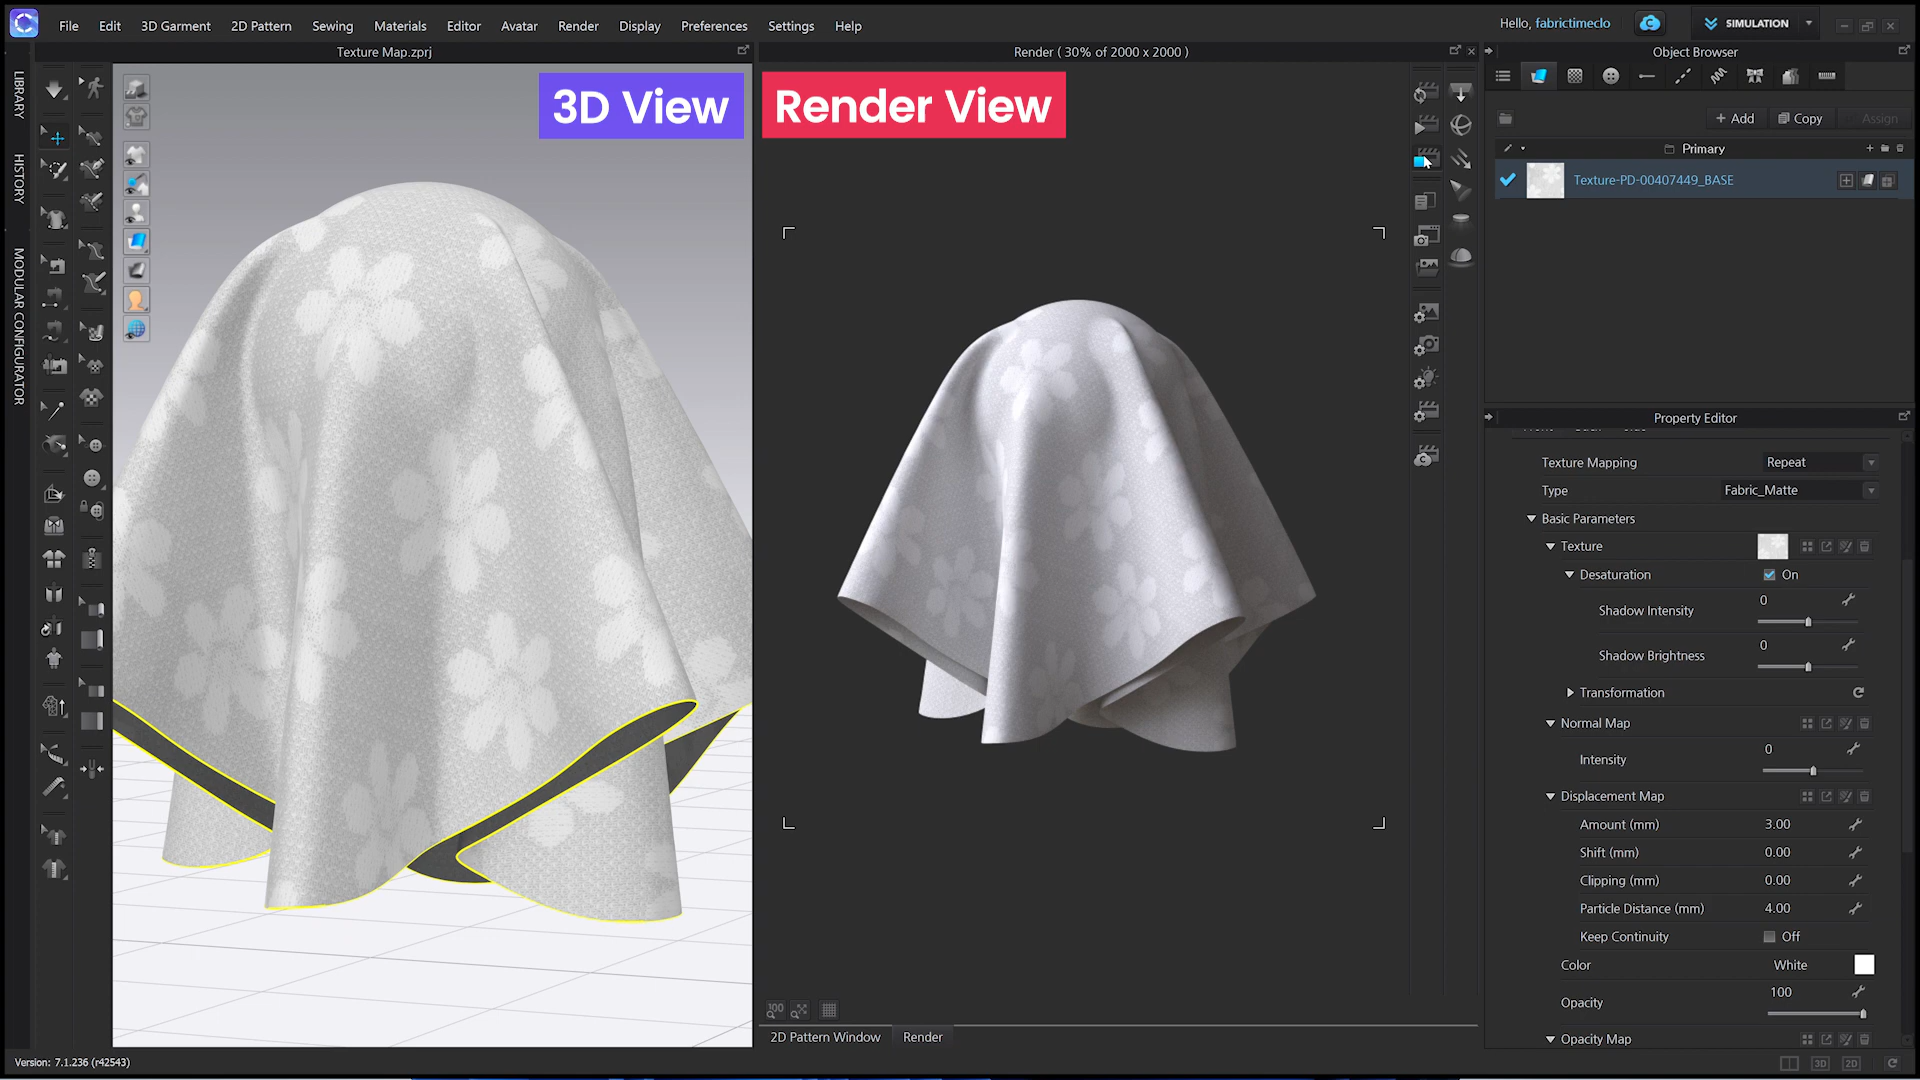 File Edit 3D Garment 2D Pattern Sewing Materials Editor Avatar Render Display Preferences Settings Help
Hello, fabrictimeclo
SIMULATION
Texture Map.zprj
Render ( 30% of 2000 x 2000 )
Object Browser
LIBRARY
HISTORY
MODULAR CONFIGURATOR
3D View
Render View
+ Add
Copy
Assign
Primary
Texture-PD-00407449_BASE
Property Editor
Texture Mapping Repeat
Type Fabric_Matte
Basic Parameters
Texture
Desaturation On
Shadow Intensity 0
Shadow Brightness 0
Transformation
Normal Map
Intensity 0
Displacement Map
Amount (mm) 3.00
Shift (mm) 0.00
Clipping (mm) 0.00
Particle Distance (mm) 4.00
Keep Continuity Off
Color White
Opacity 100
Opacity Map
100
2D Pattern Window Render
Version: 7.1.236 (r42543)
3D 2D